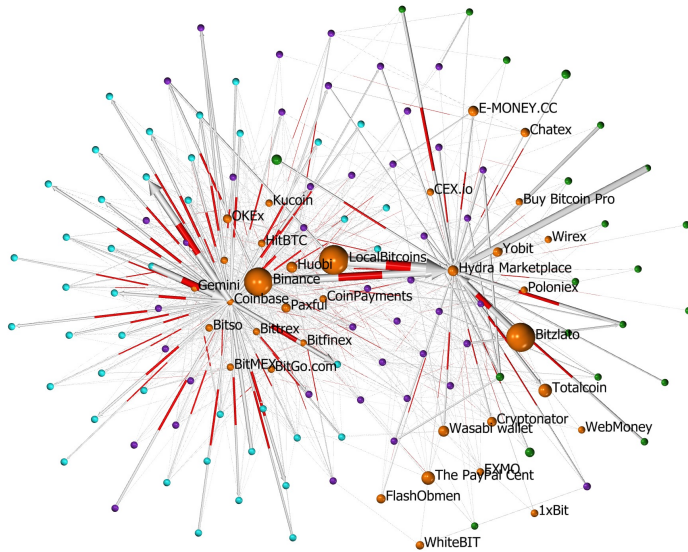 E-MONEY.CC
Chatex
CEX.io
Kucoin
Buy Bitcoin Pro
OKEx
HitBTC
Wirex
Yobit
LocalBitcoins
Huobi
Hydra Marketplace
Binance
Gemini
Poloniex
Coinbase
CoinPayments
Paxful
Bitso
Bittrex
Bitzlato
Bitfinex
BitMEX
BitGo.com
Totalcoin
Cryptonator
Wasabi wallet
WebMoney
EXMO
The PayPal Cent
FlashObmen
1xBit
WhiteBIT